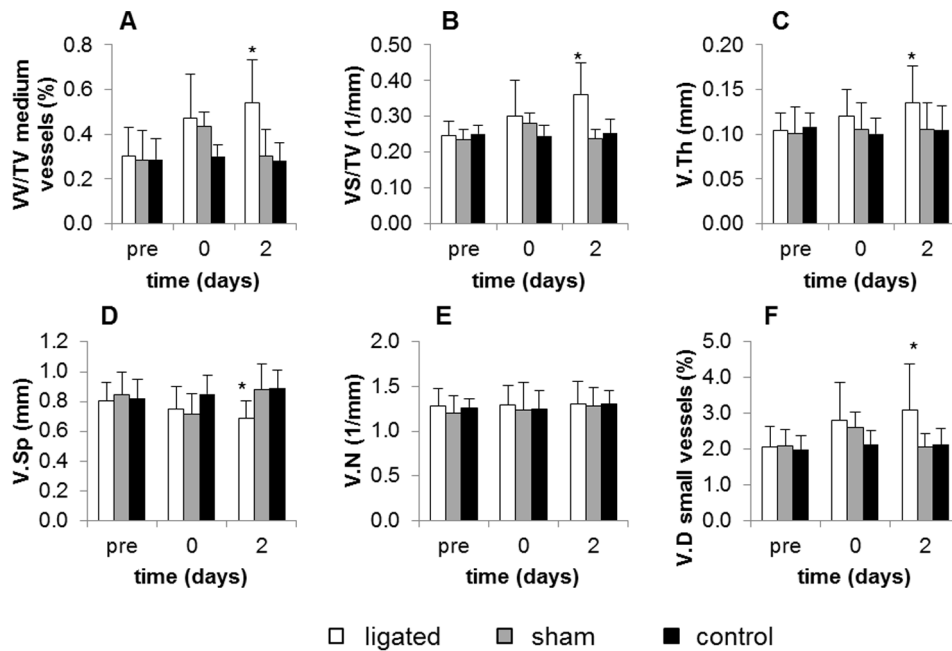 A
VV/TV medium
vessels (%)
0.8
0.6
0.4
0.2
0.0
*
pre 0 2
time (days)
B
VS/TV (1/mm)
0.50
0.40
0.30
0.20
0.10
0.00
*
pre 0 2
time (days)
C
V.Th (mm)
0.20
0.15
0.10
0.05
0.00
*
pre 0 2
time (days)
D
V.Sp (mm)
1.2
1.0
0.8
0.6
0.4
0.2
0.0
*
pre 0 2
time (days)
E
V.N (1/mm)
2.0
1.5
1.0
0.5
0.0
pre 0 2
time (days)
F
V.D small vessels (%)
5.0
4.0
3.0
2.0
1.0
0.0
*
pre 0 2
time (days)
ligated sham control